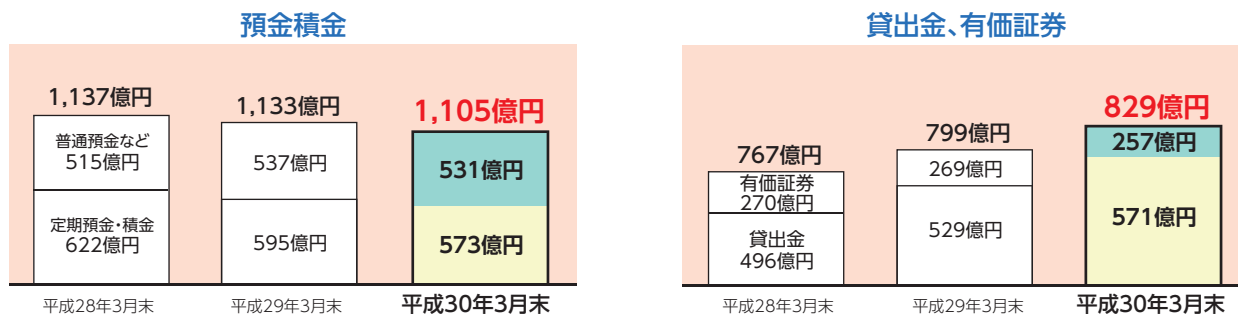 預金積金
1,137億円
普通預金など
515億円
定期預金・積金
622億円
平成28年3月末
1,133億円
537億円
595億円
平成29年3月末
1,105億円
531億円
573億円
平成30年3月末
貸出金、有価証券
767億円
有価証券
270億円
貸出金
496億円
平成28年3月末
799億円
269億円
529億円
平成29年3月末
829億円
257億円
571億円
平成30年3月末